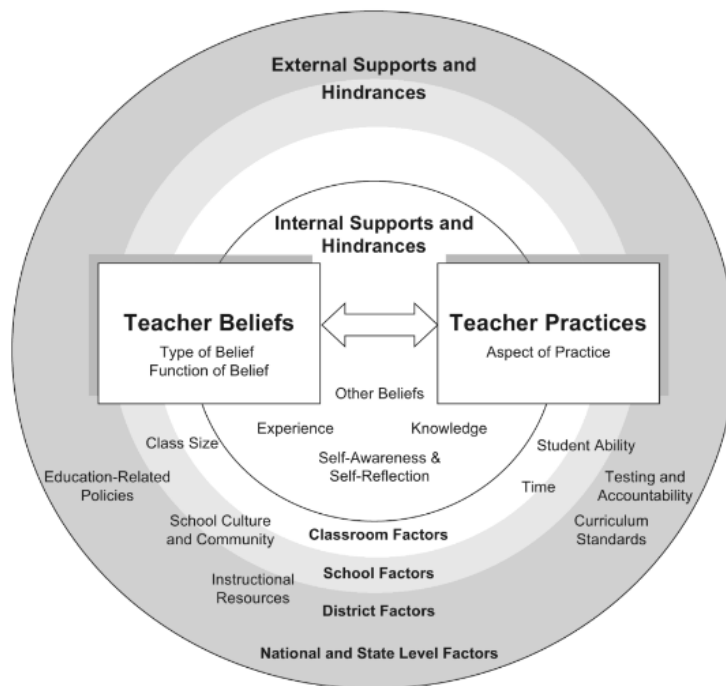 External Supports and
Hindrances
Internal Supports and
Hindrances
Teacher Beliefs
Type of Belief
Function of Belief
Teacher Practices
Aspect of Practice
Other Beliefs
Experience
Knowledge
Self-Awareness &
Self-Reflection
Class Size
Student Ability
Education-Related
Policies
Time
Testing and
Accountability
School Culture
and Community
Curriculum
Standards
Classroom Factors
School Factors
Instructional
Resources
District Factors
National and State Level Factors